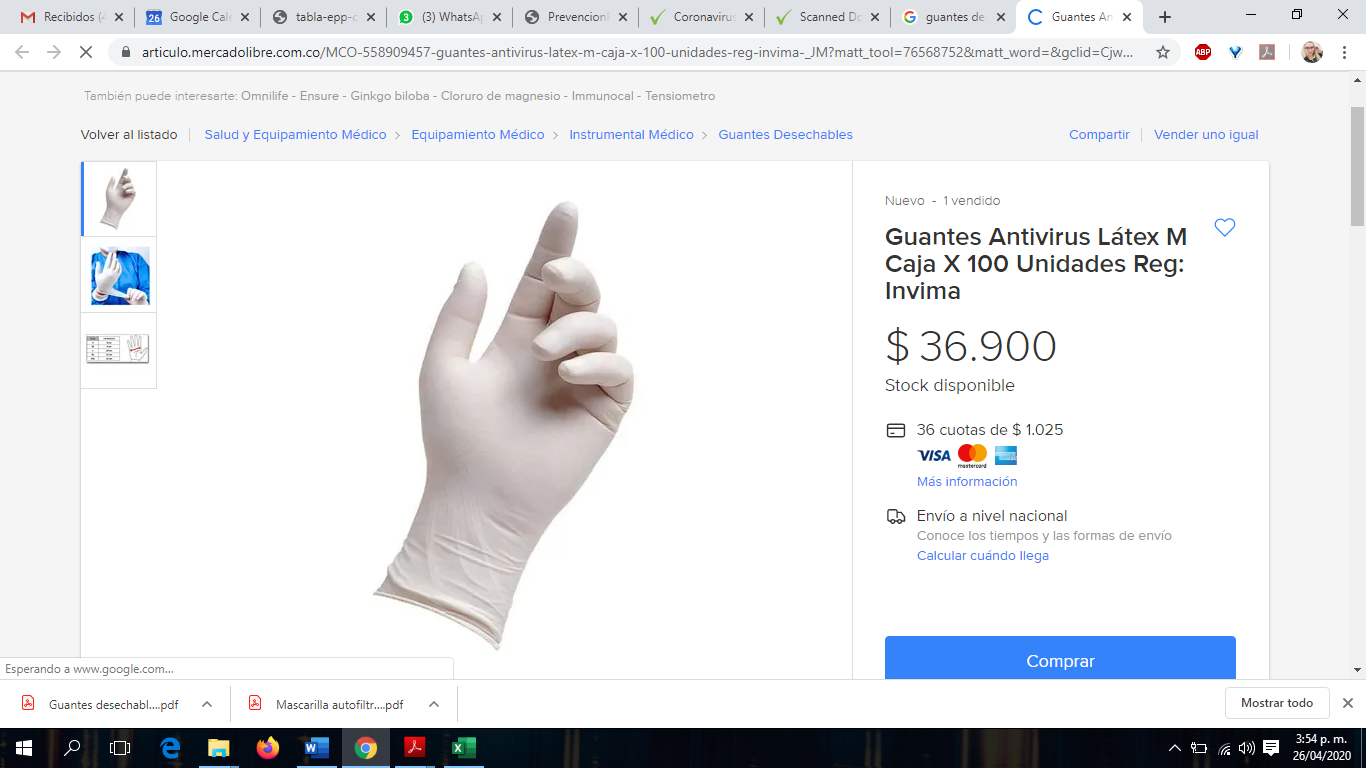 Recibidos (4
Google Cale
tabla-epp-c
(3) WhatsAp
Prevencion
Coronavirus
Scanned Do
guantes de
Guantes An
articulo.mercadolibre.com.co/MCO-558909457-guantes-antivirus-latex-m-caja-x-100-unidades-reg-invima-_JM?matt_tool=76568752&matt_word=&gclid=Cjw...
También puede interesarte: Omnilife - Ensure - Ginkgo biloba - Cloruro de magnesio - Immunocal - Tensiometro
Volver al listado Salud y Equipamiento Médico > Equipamiento Médico > Instrumental Médico > Guantes Desechables Compartir Vender uno igual
Nuevo - 1 vendido
Guantes Antivirus Látex M
Caja X 100 Unidades Reg:
Invima
$ 36.900
Stock disponible
36 cuotas de $ 1.025
VISA mastercard
Más información
Envío a nivel nacional
Conoce los tiempos y las formas de envío
Calcular cuándo llega
Comprar
Esperando a www.google.com...
Guantes desechabl....pdf
Mascarilla autofiltr....pdf
Mostrar todo
3:54 p. m.
26/04/2020